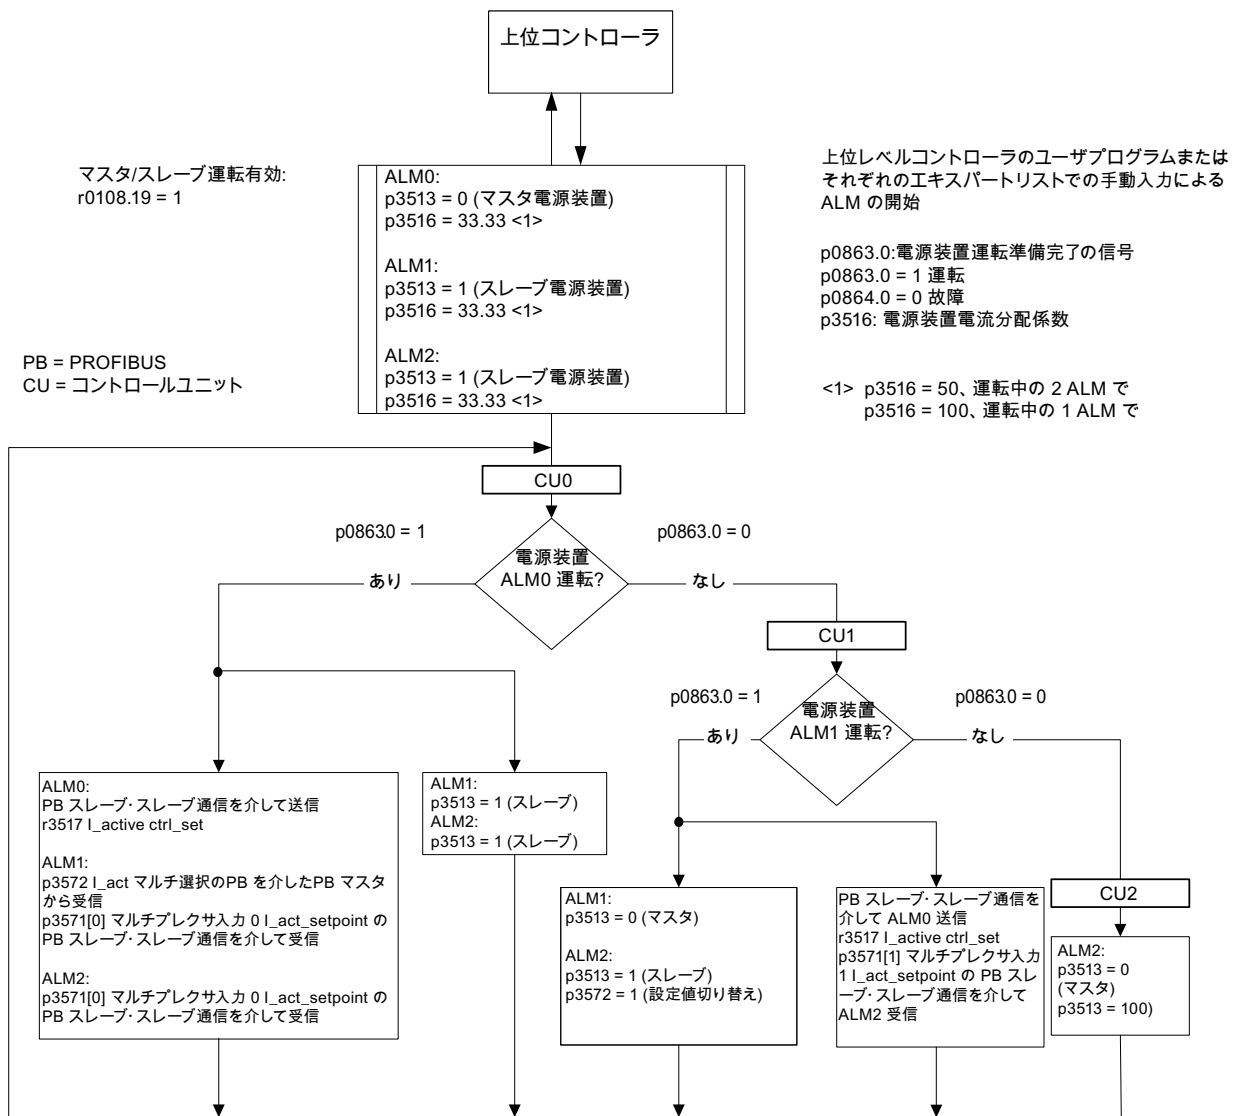 上位コントローラ
マスタ/スレーブ運転有効:
r0108.19 = 1
ALM0:
p3513 = 0 (マスタ電源装置)
p3516 = 33.33 <1>
ALM1:
p3513 = 1 (スレーブ電源装置)
p3516 = 33.33 <1>
ALM2:
p3513 = 1 (スレーブ電源装置)
p3516 = 33.33 <1>
上位レベルコントローラのユーザプログラムまたは
それぞれのエキスパートリストでの手動入力による
ALM の開始
p0863.0:電源装置運転準備完了の信号
p0863.0 = 1 運転
p0864.0 = 0 故障
p3516: 電源装置電流分配係数
<1> p3516 = 50、運転中の 2 ALM で
p3516 = 100、運転中の 1 ALM で
PB = PROFIBUS
CU = コントロールユニット
CU0
p0863.0 = 1
p0863.0 = 0
電源装置
ALM0 運転?
あり
なし
CU1
p0863.0 = 1
p0863.0 = 0
電源装置
ALM1 運転?
あり
なし
ALM0:
PB スレーブ・スレーブ通信を介して送信
r3517 I_active ctrl_set
ALM1:
p3572 I_act マルチ選択のPB を介したPB マスタ
から受信
p3571[0] マルチプレクサ入力 0 I_act_setpoint の
PB スレーブ・スレーブ通信を介して受信
ALM2:
p3571[0] マルチプレクサ入力 0 I_act_setpoint の
PB スレーブ・スレーブ通信を介して受信
ALM1:
p3513 = 1 (スレーブ)
ALM2:
p3513 = 1 (スレーブ)
ALM1:
p3513 = 0 (マスタ)
ALM2:
p3513 = 1 (スレーブ)
p3572 = 1 (設定値切り替え)
PB スレーブ・スレーブ通信を
介して ALM0 送信
r3517 I_active ctrl_set
p3571[1] マルチプレクサ入力
1 I_act_setpoint の PB スレ
ーブ・スレーブ通信を介して
ALM2 受信
CU2
ALM2:
p3513 = 0
(マスタ)
p3513 = 100)